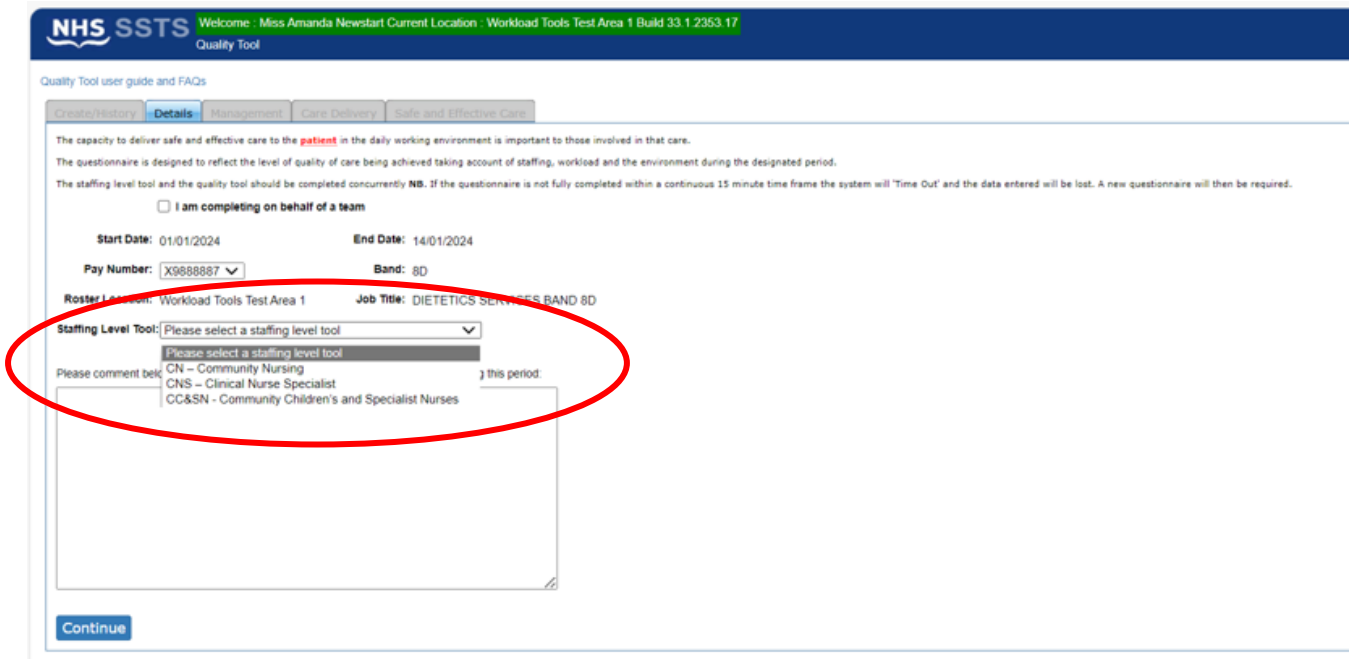 NHS SSTS Welcome : Miss Amanda Newstart Current Location : Workload Tools Test Area 1 Build 33.1.2353.17
Quality Tool
Quality Tool user guide and FAQs
Create/History Details Management Care Delivery Safe and Effective Care
The capacity to deliver safe and effective care to the patient in the daily working environment is important to those involved in that care.
The questionnaire is designed to reflect the level of quality of care being achieved taking account of staffing, workload and the environment during the designated period.
The staffing level tool and the quality tool should be completed concurrently NB. If the questionnaire is not fully completed within a continuous 15 minute time frame the system will 'Time Out' and the data entered will be lost. A new questionnaire will then be required.
I am completing on behalf of a team
Start Date: 01/01/2024 End Date: 14/01/2024
Pay Number: X9888887 Band: 8D
Roster Location: Workload Tools Test Area 1 Job Title: DIETETICS SERVICES BAND 8D
Staffing Level Tool: Please select a staffing level tool
Please select a staffing level tool
CN – Community Nursing
Please comment this period:
CNS – Clinical Nurse Specialist
CC&SN - Community Children's and Specialist Nurses
Continue